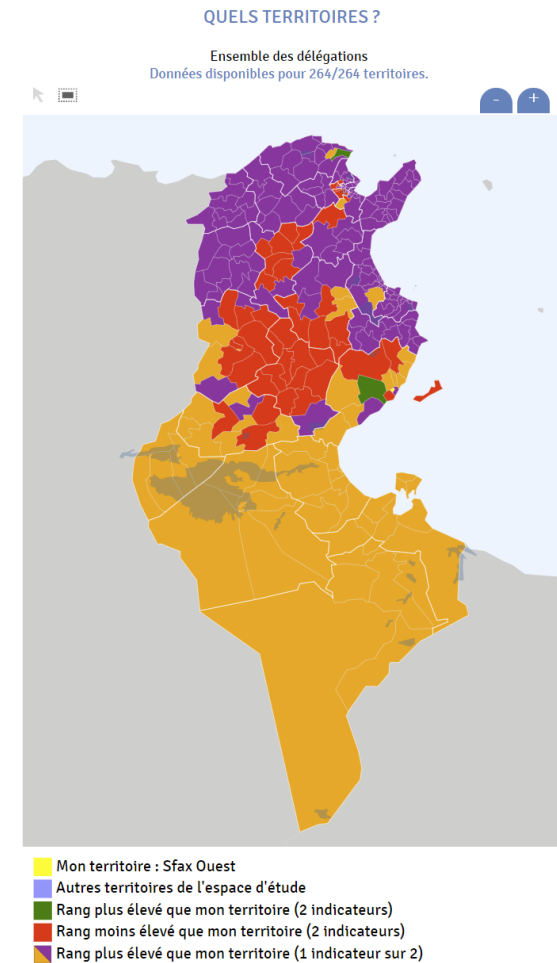 QUELS TERRITOIRES ?
Ensemble des délégations
Données disponibles pour 264/264 territoires.
- +
Mon territoire : Sfax Ouest
Autres territoires de l'espace d'étude
Rang plus élevé que mon territoire (2 indicateurs)
Rang moins élevé que mon territoire (2 indicateurs)
Rang plus élevé que mon territoire (1 indicateur sur 2)